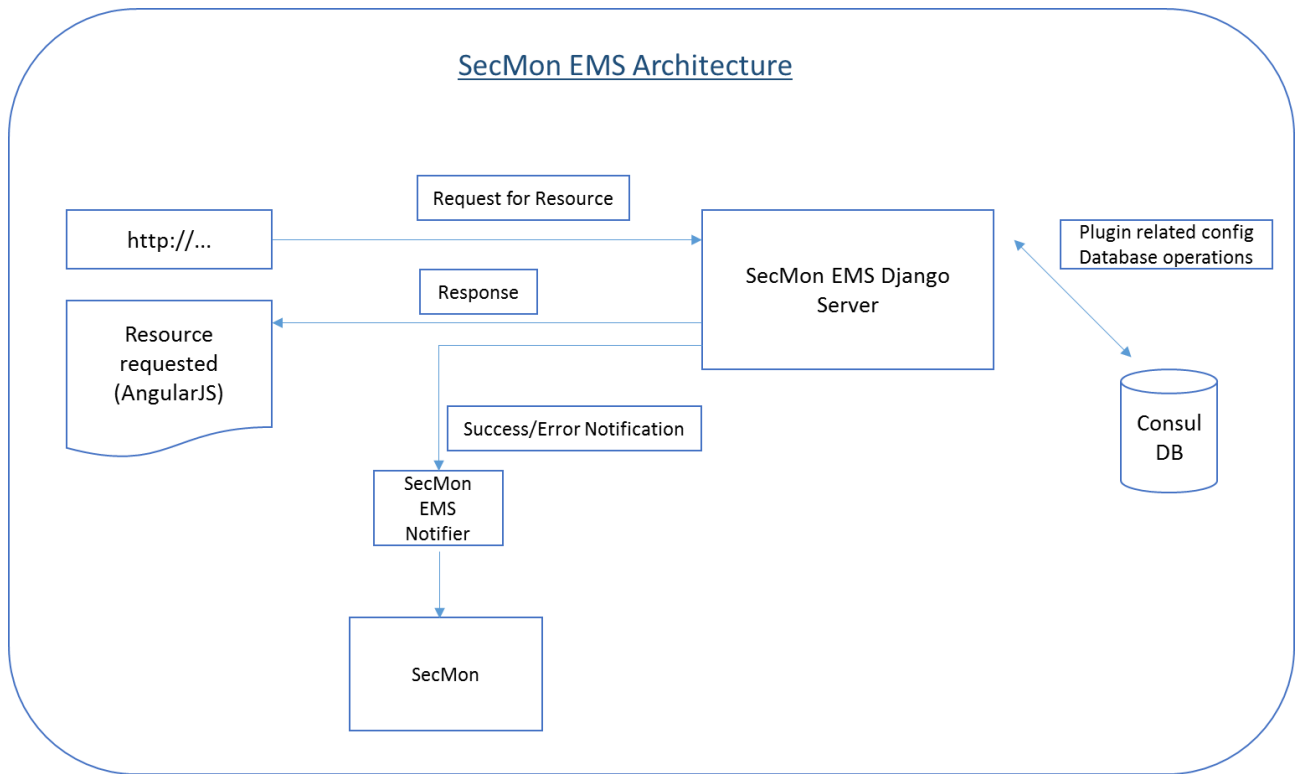 SecMon EMS Architecture
Request for Resource
http://...
Plugin related config
Database operations
SecMon EMS Django
Server
Response
Resource
requested
(AngularJS)
Success/Error Notification
Consul
DB
SecMon
EMS
Notifier
SecMon